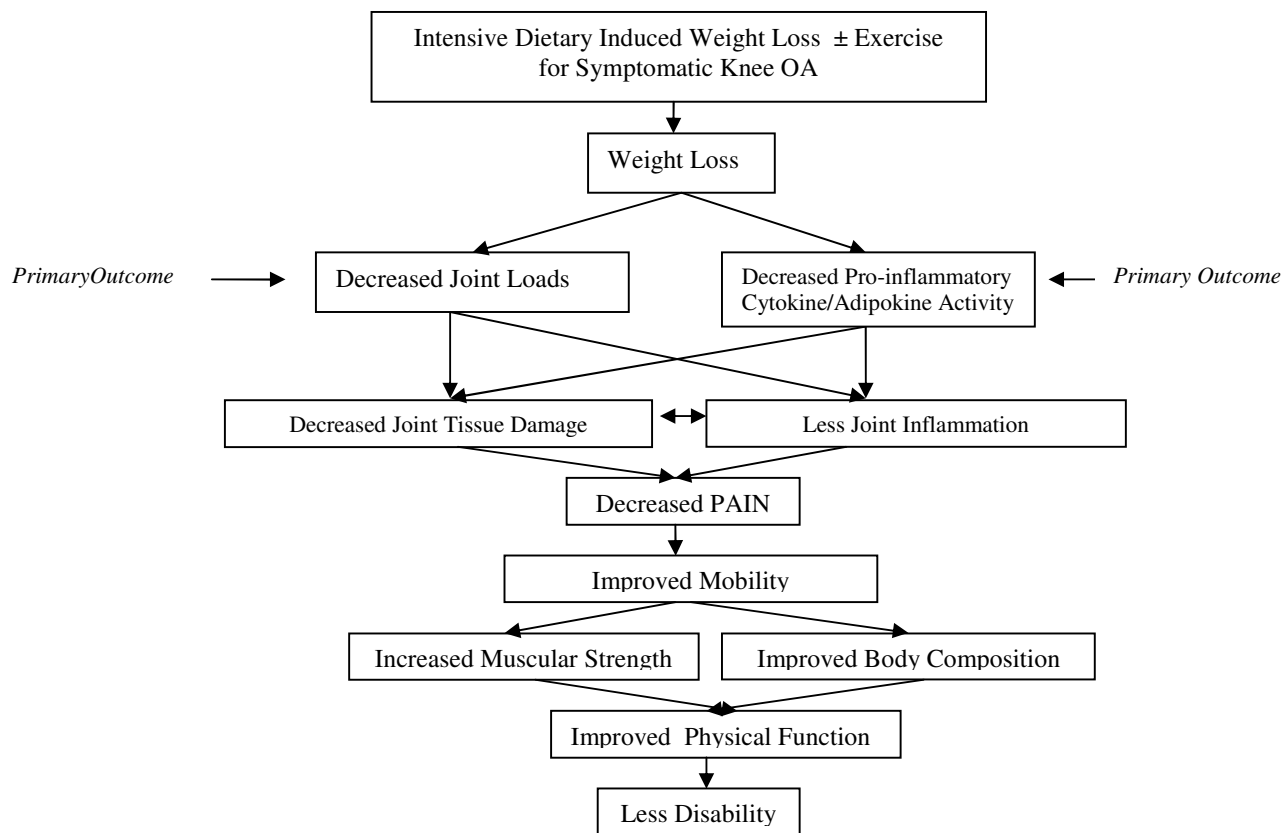 Intensive Dietary Induced Weight Loss ± Exercise
for Symptomatic Knee OA
Weight Loss
PrimaryOutcome
Decreased Joint Loads
Decreased Pro-inflammatory
Cytokine/Adipokine Activity
Primary Outcome
Decreased Joint Tissue Damage
Less Joint Inflammation
Decreased PAIN
Improved Mobility
Increased Muscular Strength
Improved Body Composition
Improved Physical Function
Less Disability